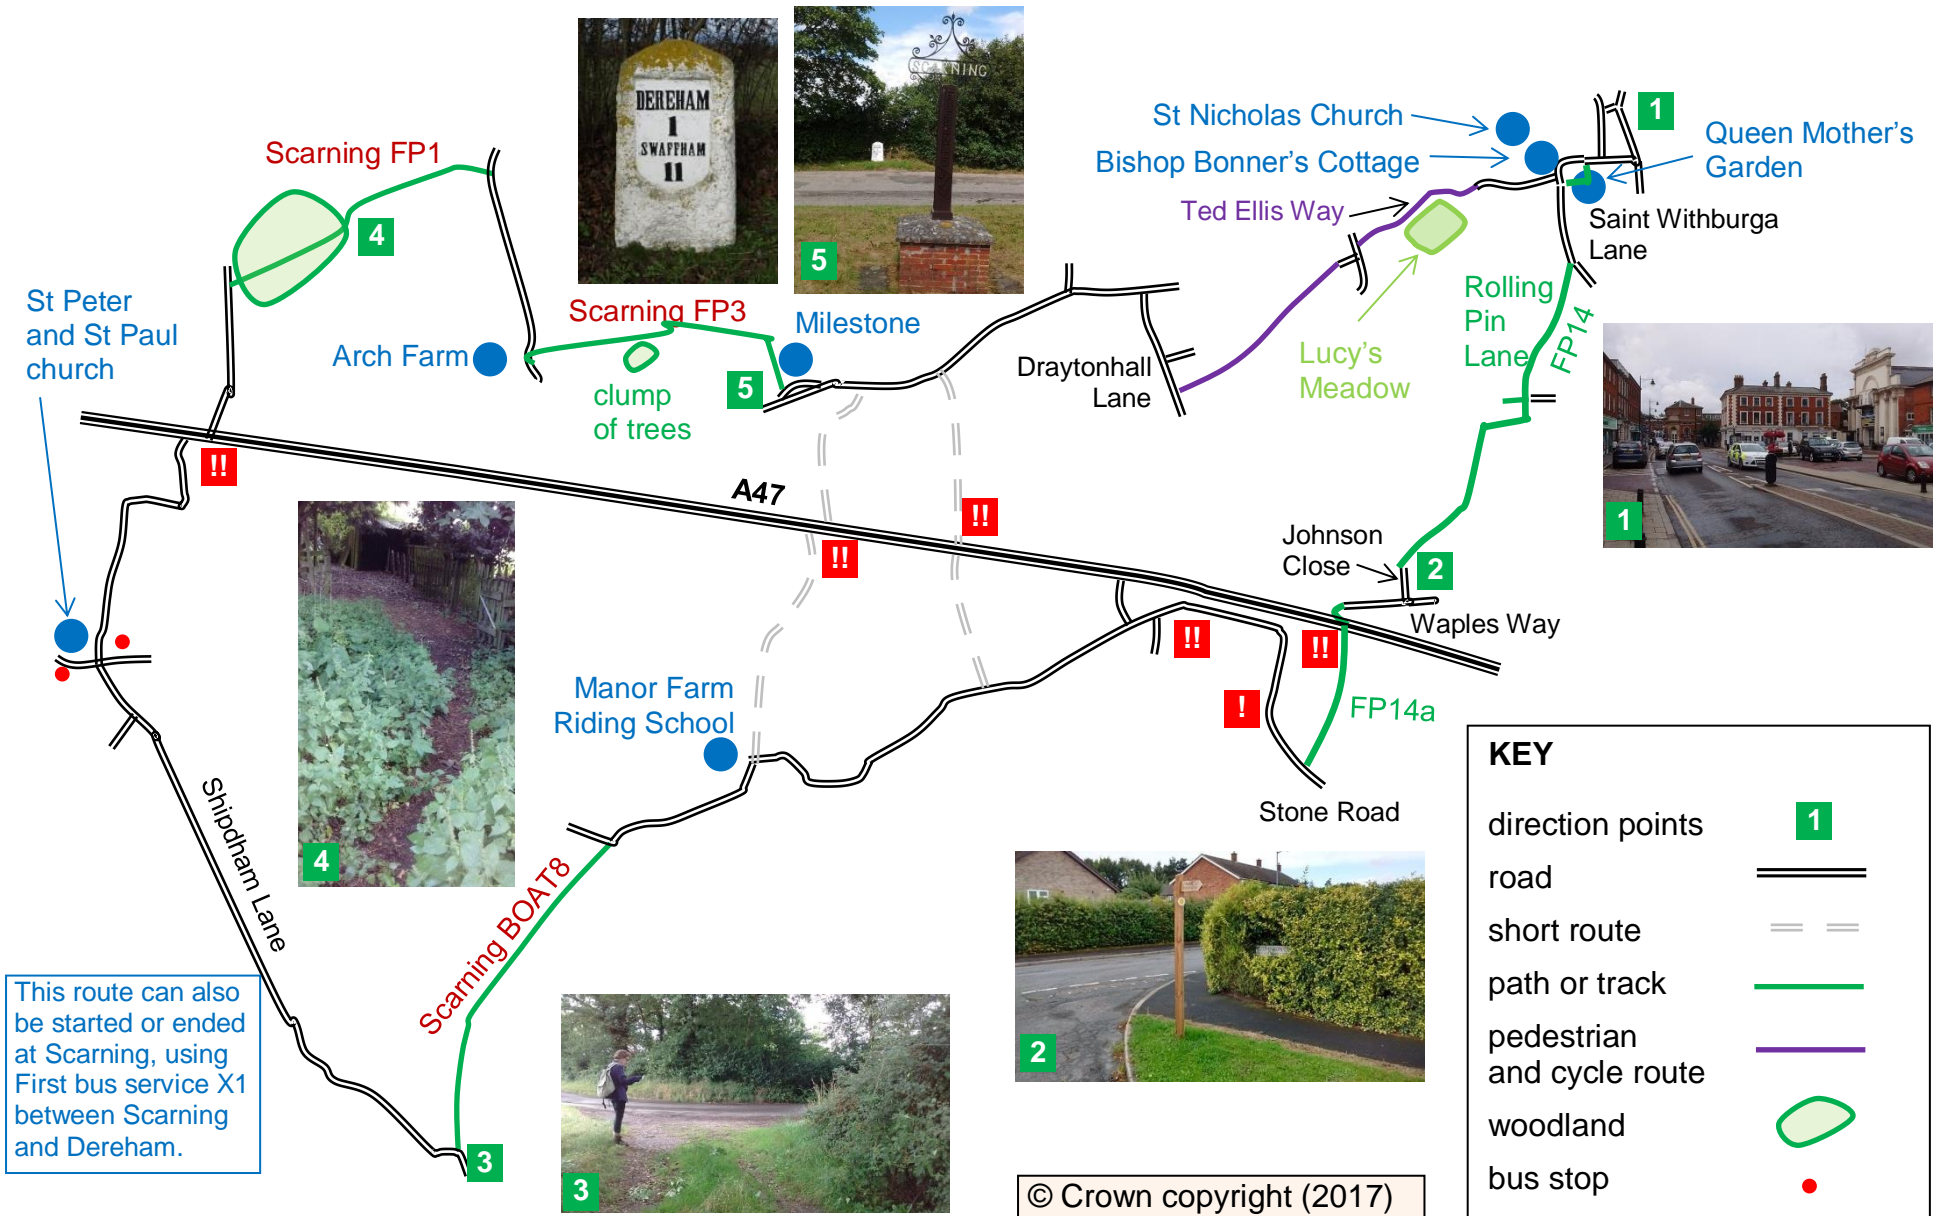 DEREHAM
1
SWAFFHAM
11
SCARNING
5
1
St Nicholas Church
Bishop Bonner's Cottage
Queen Mother's
Garden
Ted Ellis Way
Saint Withburga
Lane
Scarning FP1
4
St Peter
and St Paul
church
Arch Farm
Scarning FP3
Milestone
clump
of trees
5
Draytonhall
Lane
Lucy's
Meadow
Rolling
Pin
Lane
FP14
1
!!
A47
!!
!!
Johnson
Close
2
Waples Way
!!
!!
!
FP14a
Stone Road
Manor Farm
Riding School
4
Shipdham Lane
Scarning BOAT8
This route can also
be started or ended
at Scarning, using
First bus service X1
between Scarning
and Dereham.
3
3
2
© Crown copyright (2017)
KEY
direction points
1
road
short route
path or track
pedestrian
and cycle route
woodland
bus stop